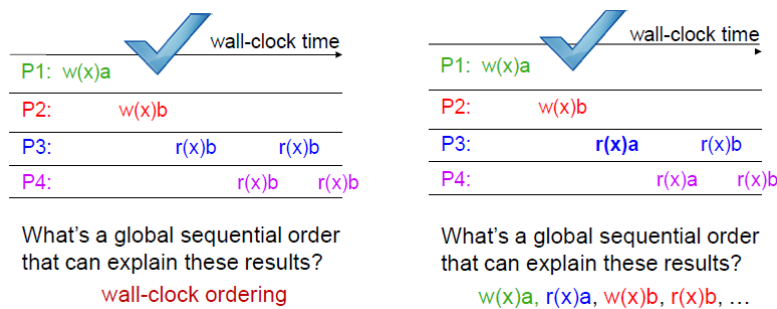 wall-clock time
P1: w(x)a
P2: w(x)b
P3: r(x)b r(x)b
P4: r(x)b r(x)b
What's a global sequential order
that can explain these results?
wall-clock ordering
wall-clock time
P1: w(x)a
P2: w(x)b
P3: r(x)a r(x)b
P4: r(x)a r(x)b
What's a global sequential order
that can explain these results?
w(x)a, r(x)a, w(x)b, r(x)b, ...